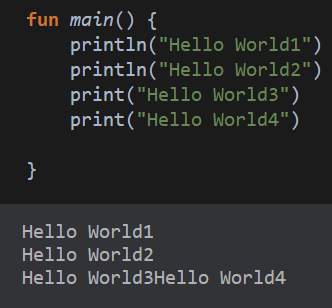 fun main() {
    println("Hello World1")
    println("Hello World2")
    print("Hello World3")
    print("Hello World4")
}
Hello World1
Hello World2
Hello World3Hello World4